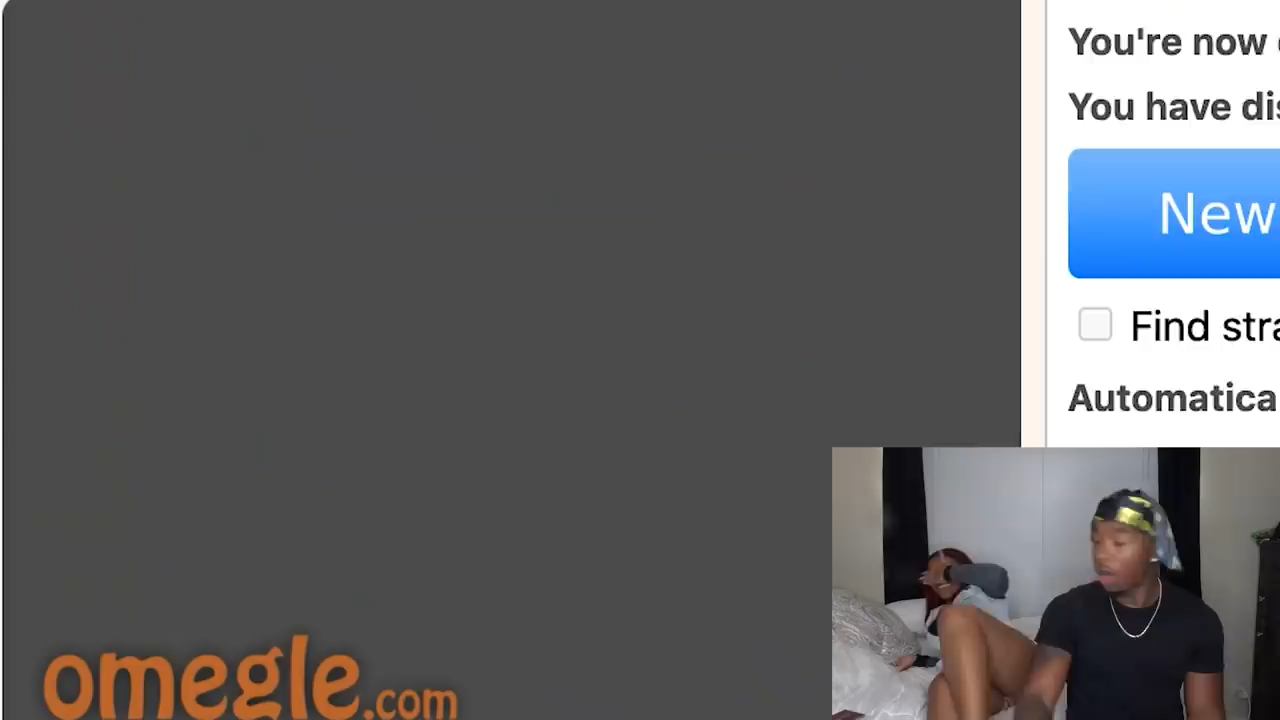 You're now
You have dis
New
Find stra
Automatica
omegle.com